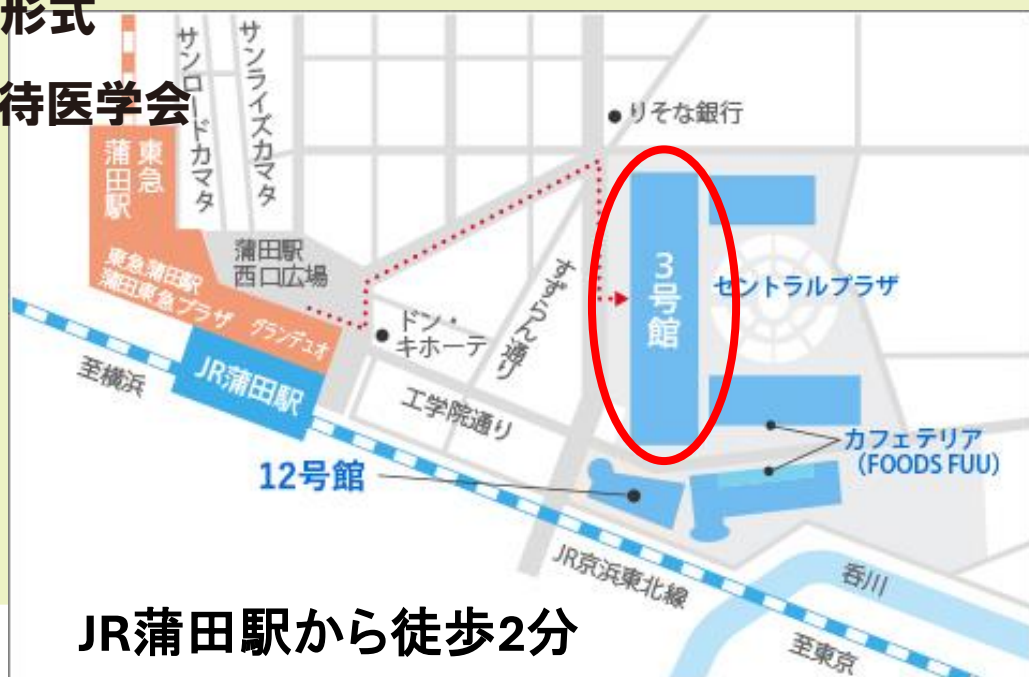 形式
待医学会
サンロードカマタ
サンライズカマタ
りそな銀行
東急
蒲田駅
蒲田駅
西口広場
東急蒲田駅
蒲田東急プラザ
グランデュオ
ドン・
キホーテ
すずらん通り
3号館
セントラルプラザ
至横浜
JR蒲田駅
工学院通り
カフェテリア
(FOODS FUU)
12号館
JR京浜東北線
呑川
至東京
JR蒲田駅から徒歩2分